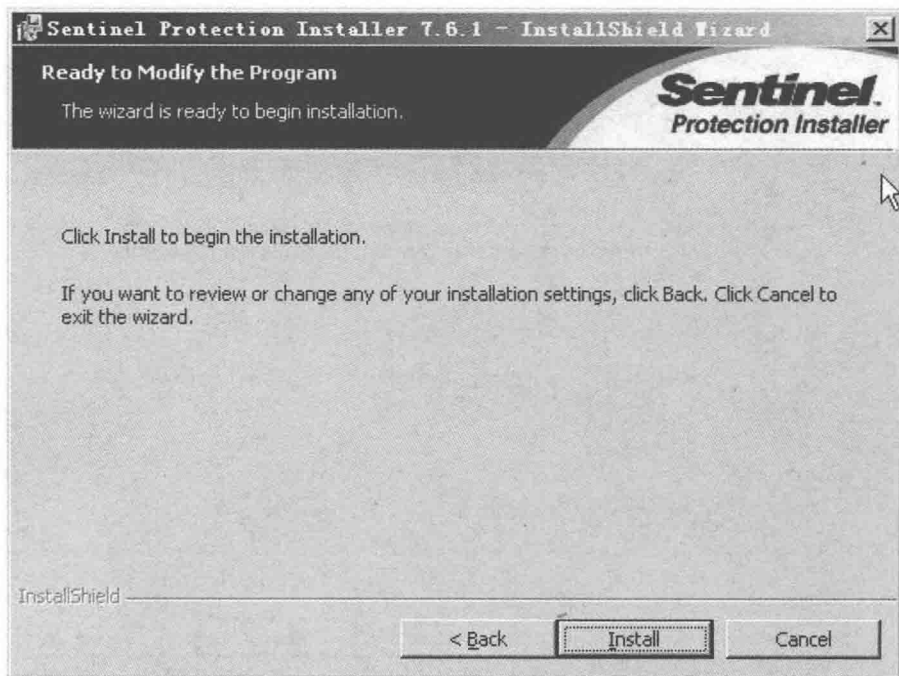 Sentinel Protection Installer 7.6.1 - InstallShield Wizard
Ready to Modify the Program
The wizard is ready to begin installation.
Sentinel.
Protection Installer
Click Install to begin the installation.
If you want to review or change any of your installation settings, click Back. Click Cancel to
exit the wizard.
InstallShield
< Back
Install
Cancel